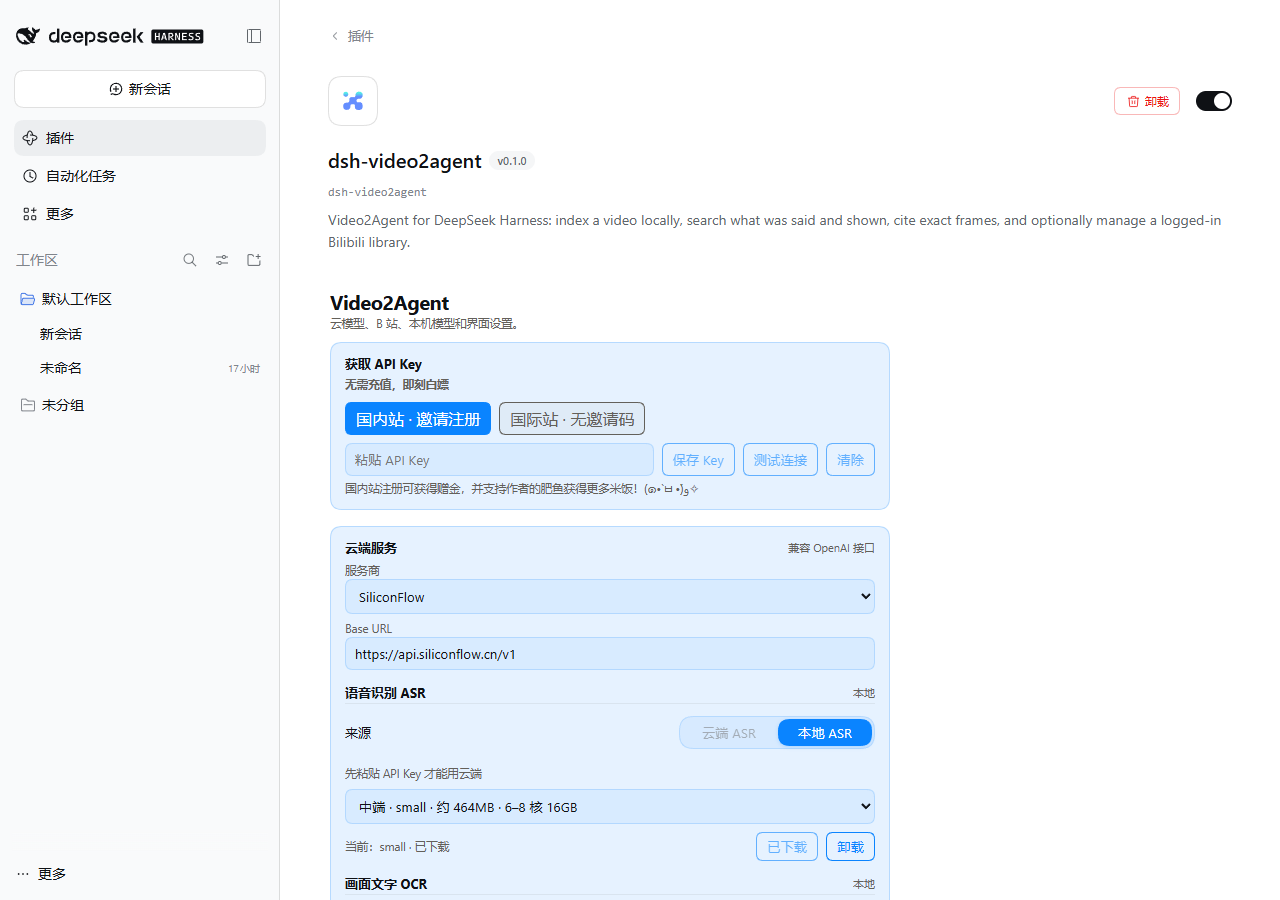 deepseek HARNESS
新会话
插件
自动化任务
更多
工作区
默认工作区
新会话
未命名 17小时
未分组
更多
插件
卸载
dsh-video2agent v0.1.0
dsh-video2agent
Video2Agent for DeepSeek Harness: index a video locally, search what was said and shown, cite exact frames, and optionally manage a logged-in
Bilibili library.
Video2Agent
云模型、B 站、本机模型和界面设置。
获取 API Key
无需充值，即刻白嫖
国内站 · 邀请注册 国际站 · 无邀请码
粘贴 API Key 保存 Key 测试连接 清除
国内站注册可获得赠金，并支持作者的肥鱼获得更多米饭！(๑•̀ㅂ•́)و✧
云端服务 兼容 OpenAI 接口
服务商
SiliconFlow
Base URL
https://api.siliconflow.cn/v1
语音识别 ASR 本地
来源 云端 ASR 本地 ASR
先粘贴 API Key 才能用云端
中端 · small · 约 464MB · 6–8 核 16GB
当前：small · 已下载 已下载 卸载
画面文字 OCR 本地